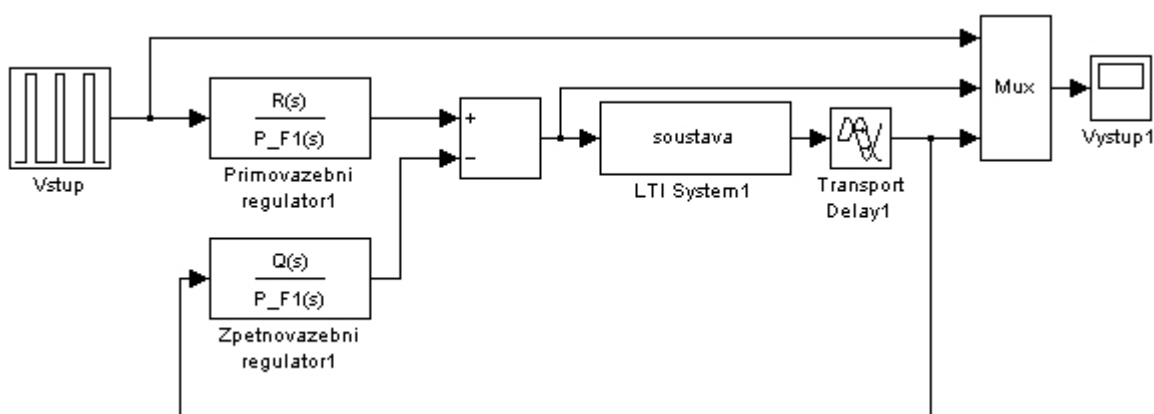 Vstup
R(s)
P_F1(s)
Primovazebni
regulator1
+
−
soustava
LTI System1
Transport
Delay1
Mux
Vystup1
Q(s)
P_F1(s)
Zpetnovazebni
regulator1